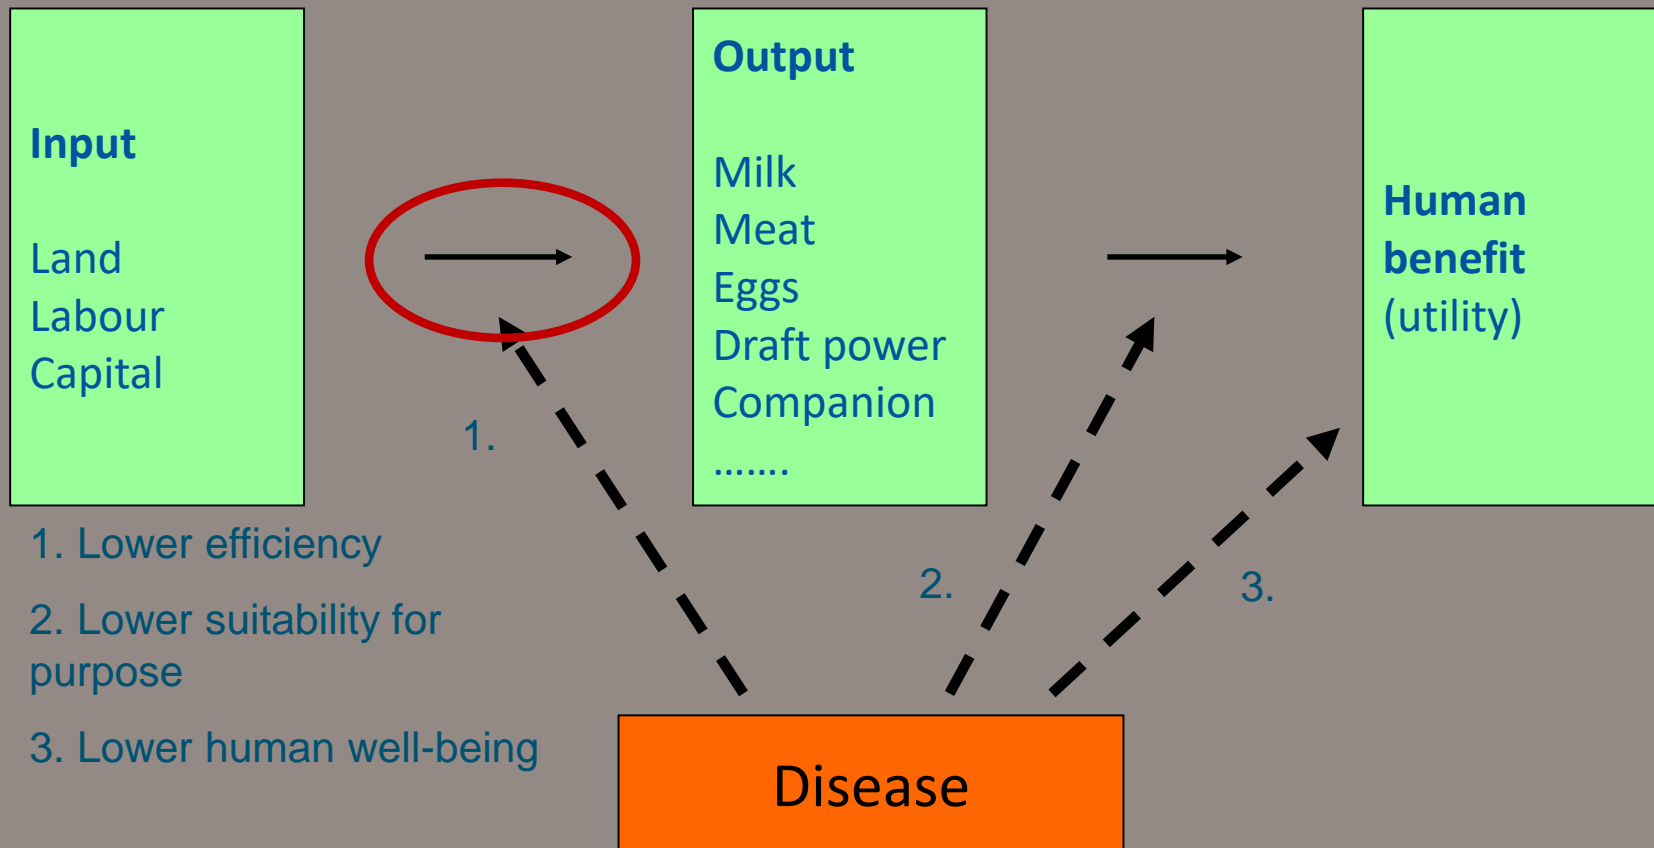 Input
Land
Labour
Capital
Output
Milk
Meat
Eggs
Draft power
Companion
.......
Human
benefit
(utility)
1.
2.
3.
1. Lower efficiency
2. Lower suitability for
purpose
3. Lower human well-being
Disease